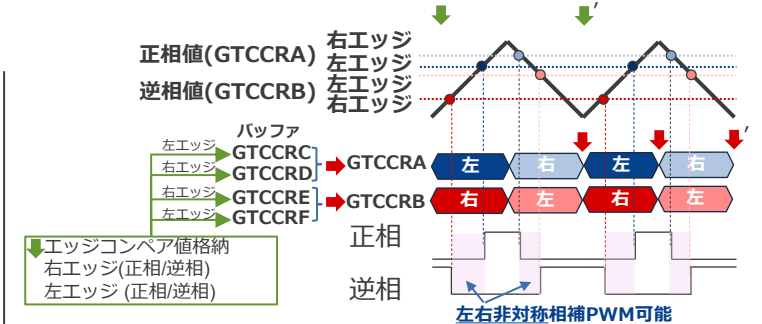 ′
右エッジ
正相値(GTCCRA)
左エッジ
左エッジ
逆相値(GTCCRB)
右エッジ
′
バッファ
左エッジ
GTCCRC
右エッジ
GTCCRD
GTCCRA
左
右
左
右
右エッジ
GTCCRE
左エッジ
GTCCRF
GTCCRB
右
左
右
左
正相
エッジコンペア値格納
右エッジ(正相/逆相)
左エッジ (正相/逆相)
逆相
左右非対称相補PWM可能